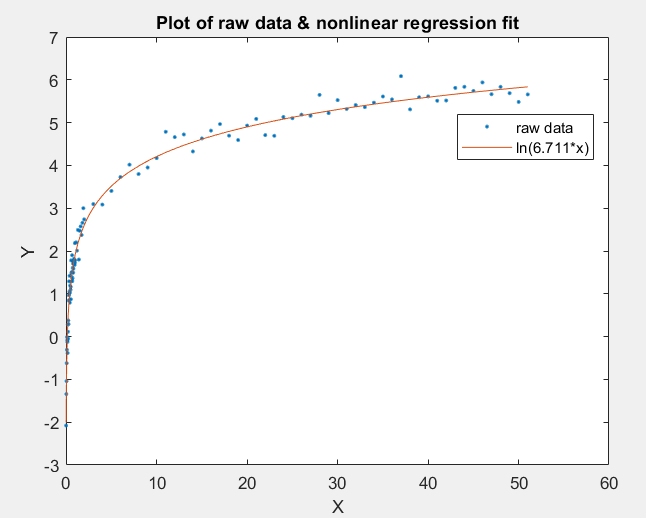 Plot of raw data & nonlinear regression fit
7
6
5
4
3
2
1
0
-1
-2
-3
Y
raw data
ln(6.711*x)
0 10 20 30 40 50 60
X